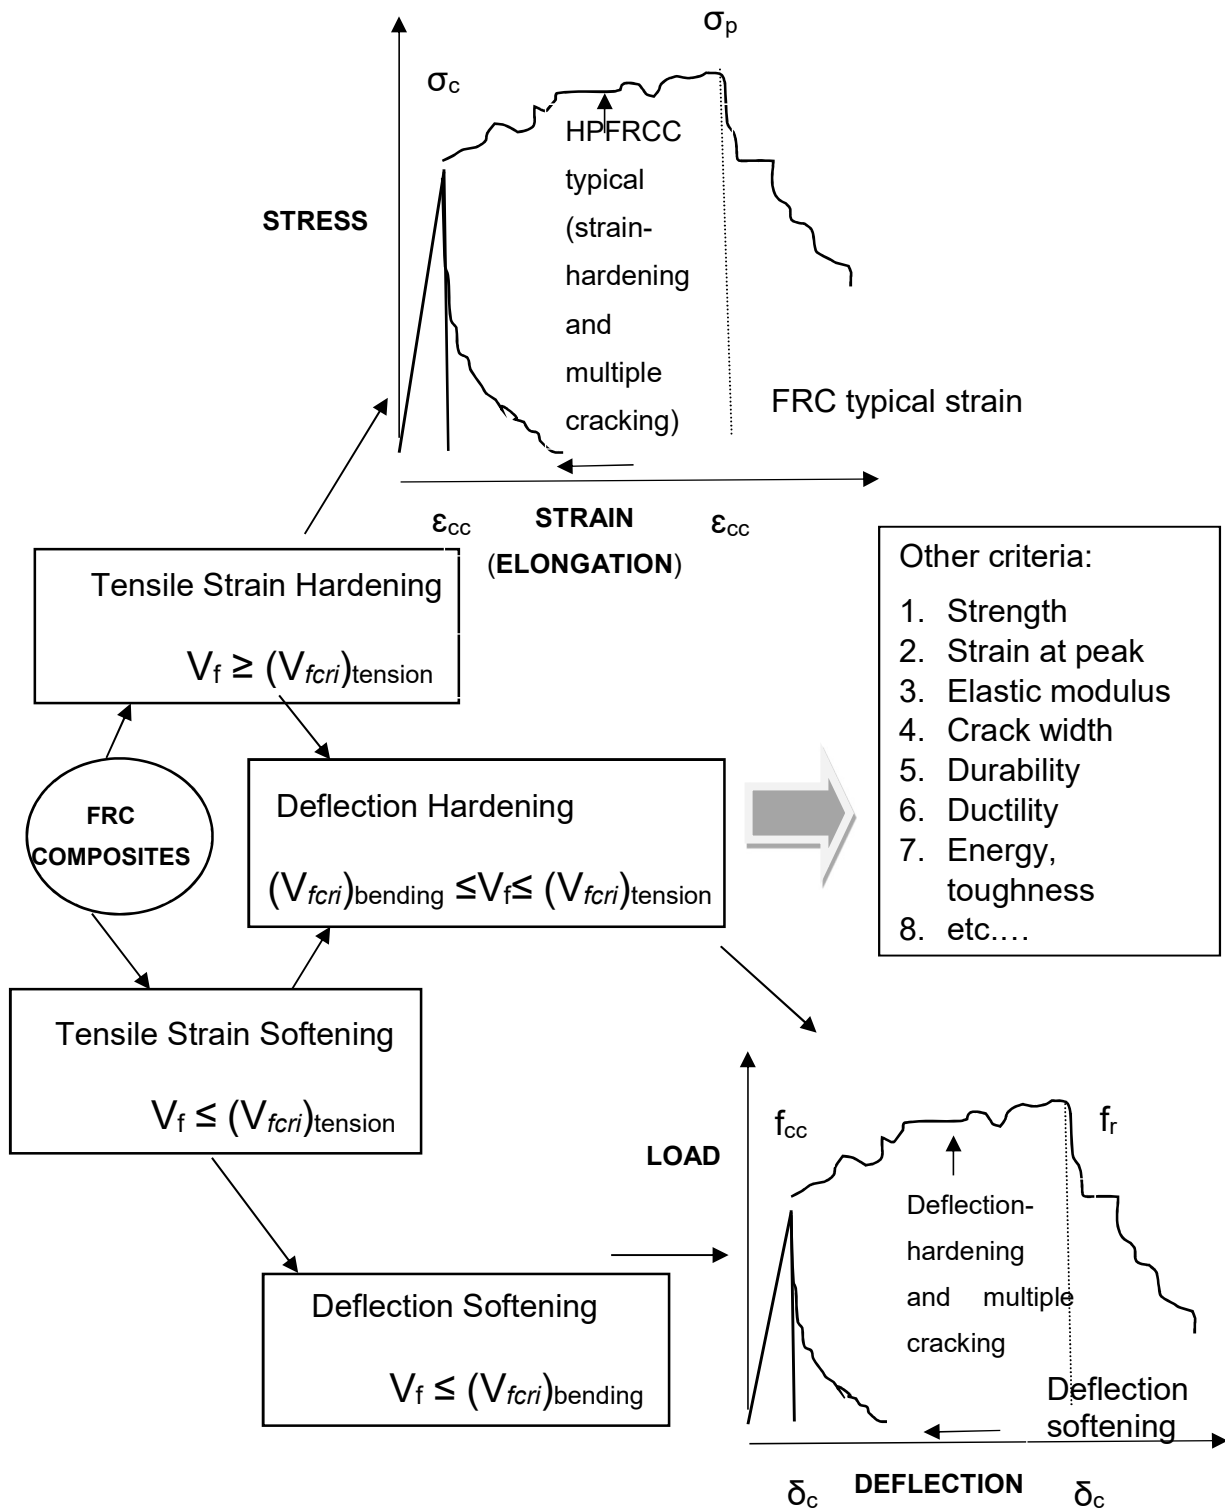 σp
σc
HPFRCC
typical
(strain-
hardening
and
multiple
cracking)
STRESS
FRC typical strain
εcc
STRAIN
εcc
(ELONGATION)
Tensile Strain Hardening
Vf ≥ (Vfcri)tension
Other criteria:
1. Strength
2. Strain at peak
3. Elastic modulus
4. Crack width
5. Durability
6. Ductility
7. Energy,
toughness
8. etc....
FRC
COMPOSITES
Deflection Hardening
(Vfcri)bending ≤Vf≤ (Vfcri)tension
Tensile Strain Softening
Vf ≤ (Vfcri)tension
fcc
fr
LOAD
Deflection-
hardening
and multiple
cracking
Deflection Softening
Vf ≤ (Vfcri)bending
Deflection
softening
δc
DEFLECTION
δc